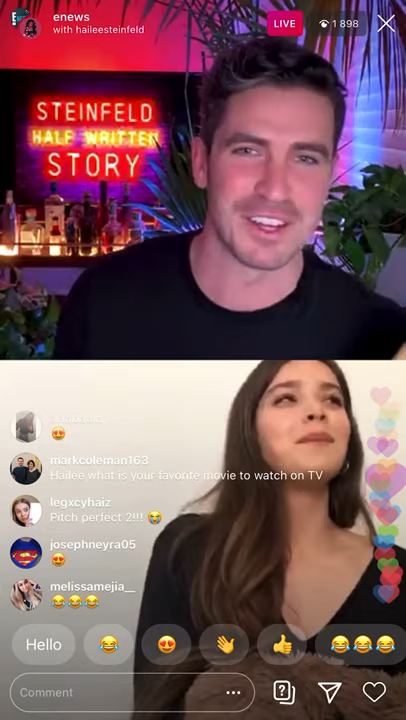 enews
with haileesteinfeld
LIVE
1 898
STEINFELD
HALF WRITTEN
STORY
markcoleman163
Hailee what is your favorite movie to watch on TV
legxcyhaiz
Pitch perfect 2!!! 😭
josephneyra05
😍
melissamejia__
😂😂😂
Hello
Comment